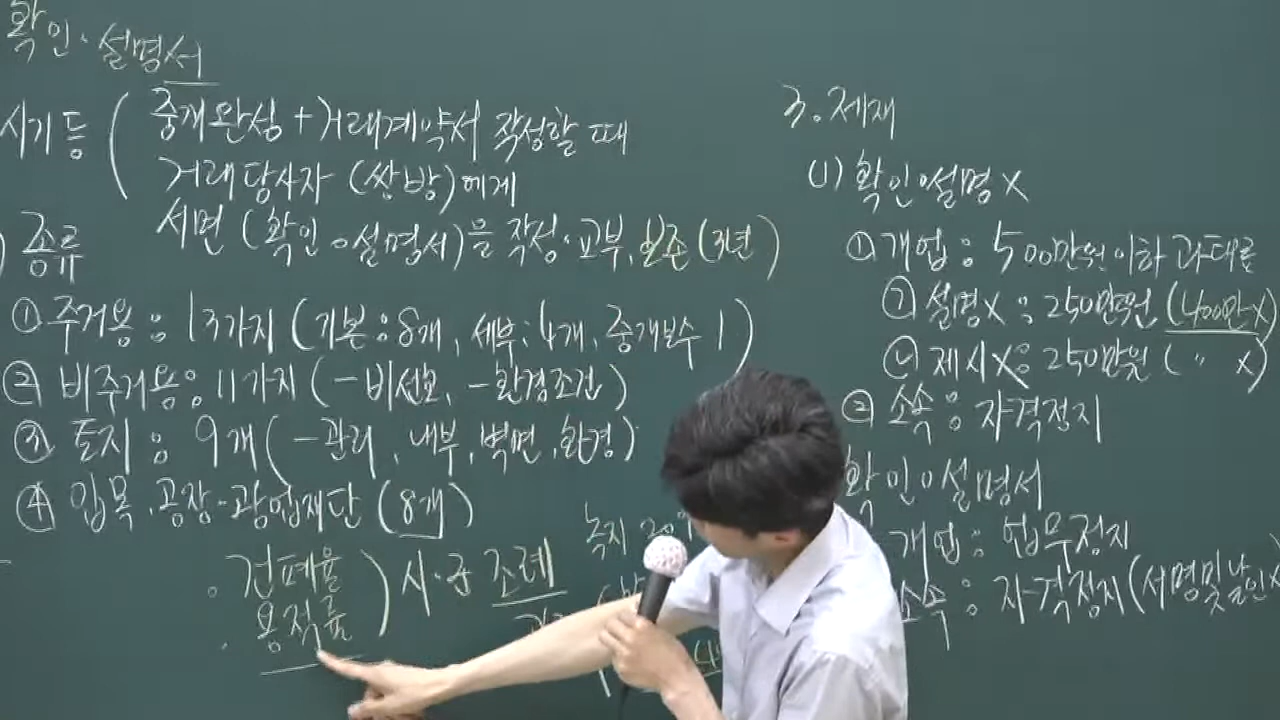 확인·설명서
시기 등 ( 중개완성 + 거래계약서 작성할 때
거래당사자 (쌍방)에게
서면 (확인·설명서)을 작성·교부, 보존 (3년)
) 종류
① 주거용 : 13가지 (기본 : 8개, 세부 : 4개, 중개보수 1)
② 비주거용 : 11가지 (-비선호, -환경조건)
③ 토지 : 9개 (-관리, 내부, 벽면, 환경)
④ 입목·공장·광업재단 (8개)
· 건폐율
· 용적률
) 시·군 조례
녹지
3. 제재
(1) 확인·설명 X
① 개업 : 500만원 이하 과태료
㉠ 설명X : 250만원 (400만X)
㉡ 제시X : 250만원 ( 〃 X)
② 소속 : 자격정지
확인·설명서
개업 : 업무정지
소속 : 자격정지 (서명 및 날인X